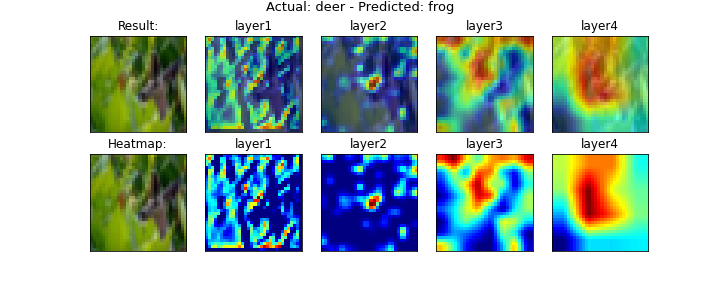 Actual: deer - Predicted: frog
Result: layer1 layer2 layer3 layer4
Heatmap: layer1 layer2 layer3 layer4